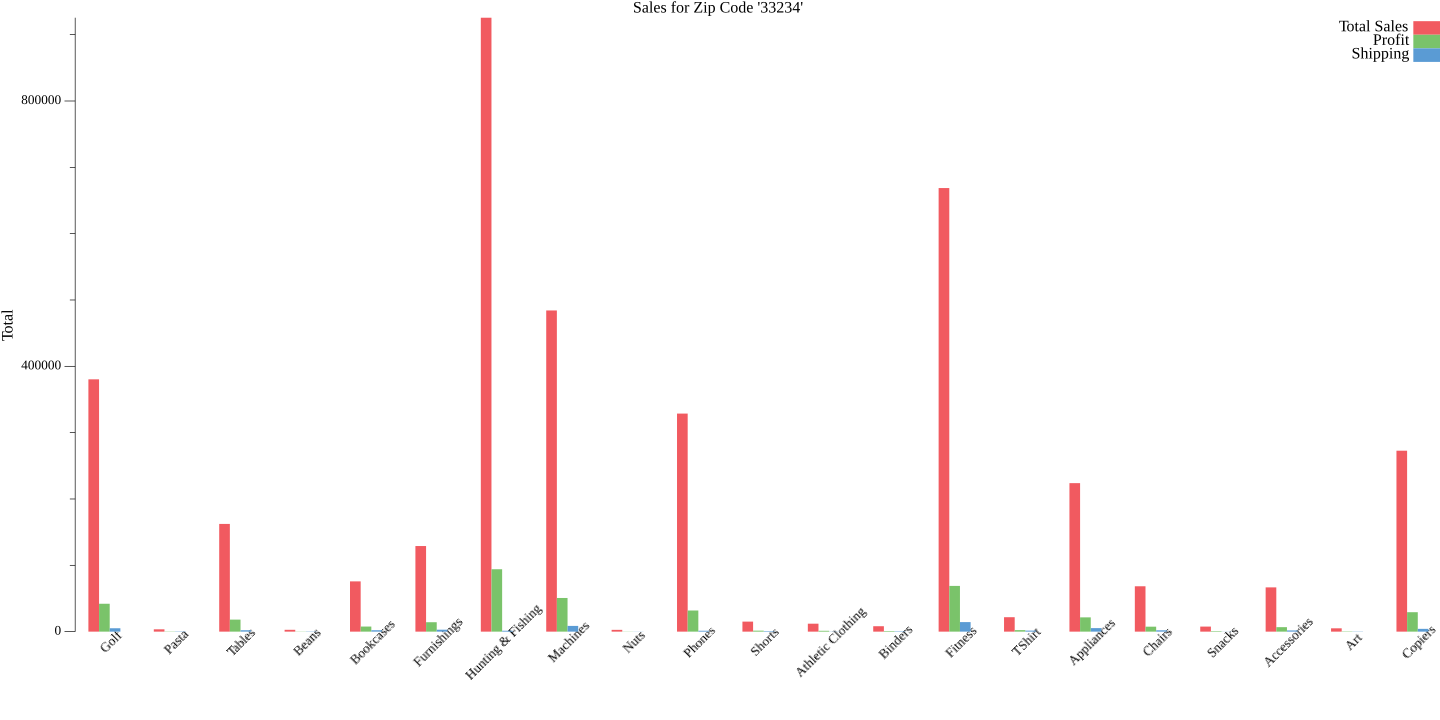 Sales for Zip Code '33234'
Total Sales
Profit
Shipping
800000
400000
0
Total
Golf
Pasta
Tables
Beans
Bookcases
Furnishings
Hunting & Fishing
Machines
Nuts
Phones
Shorts
Athletic Clothing
Binders
Fitness
TShirt
Appliances
Chairs
Snacks
Accessories
Art
Copiers